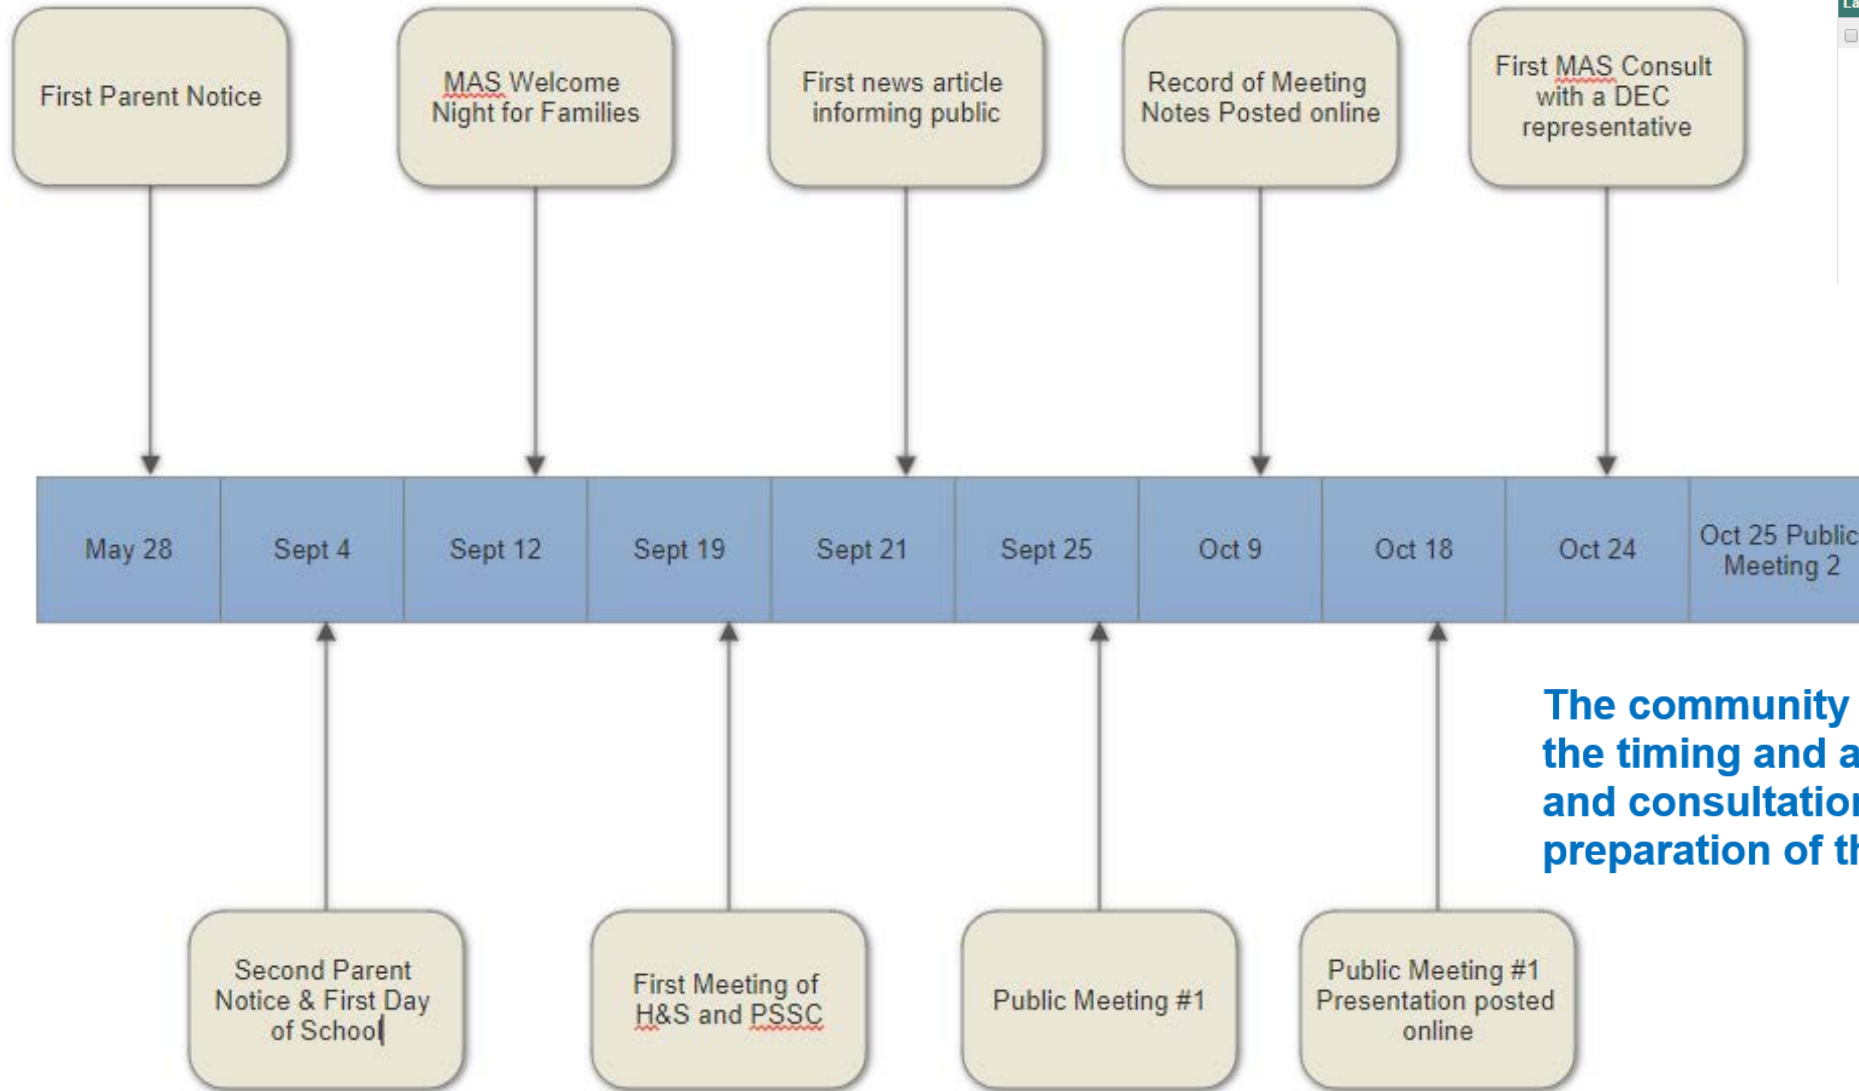 First Parent Notice
MAS Welcome
Night for Families
First news article
informing public
Record of Meeting
Notes Posted online
First MAS Consult
with a DEC
representative
May 28
Sept 4
Sept 12
Sept 19
Sept 21
Sept 25
Oct 9
Oct 18
Oct 24
Oct 25 Public
Meeting 2
The community
the timing and a
and consultation
preparation of th
Second Parent
Notice & First Day
of School
First Meeting of
H&S and PSSC
Public Meeting #1
Public Meeting #1
Presentation posted
online